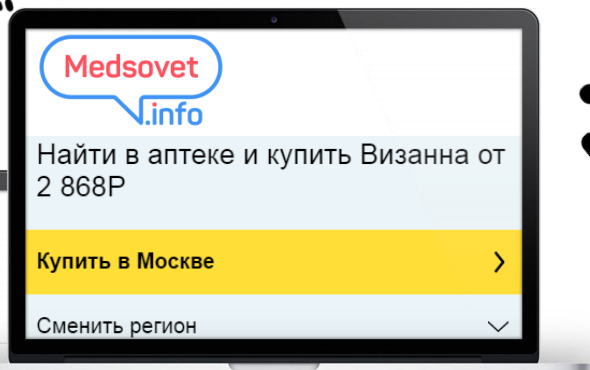 Medsovet
.info
Найти в аптеке и купить Визанна от
2 868Р
Купить в Москве
Сменить регион